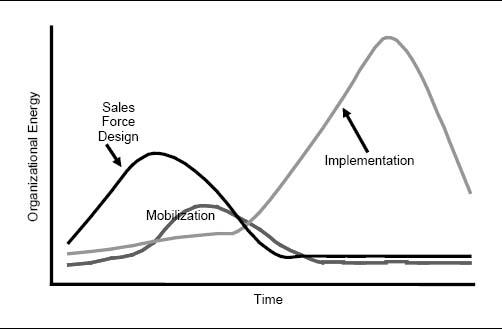 Organizational Energy
Sales
Force
Design
Mobilization
Implementation
Time